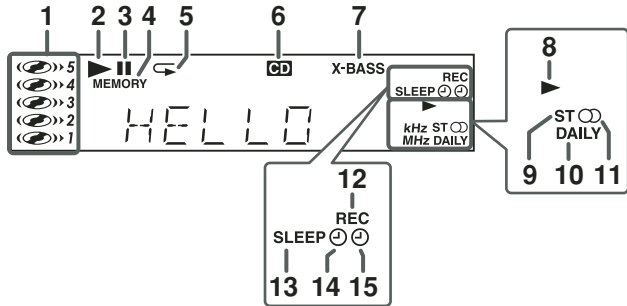 1 2 3 4 5 6 7
5 CD X-BASS
4 MEMORY REC
3 SLEEP
2 HELLO kHz ST
1 MHz DAILY
8
ST
DAILY
9 10 11
12
REC
SLEEP
13 14 15